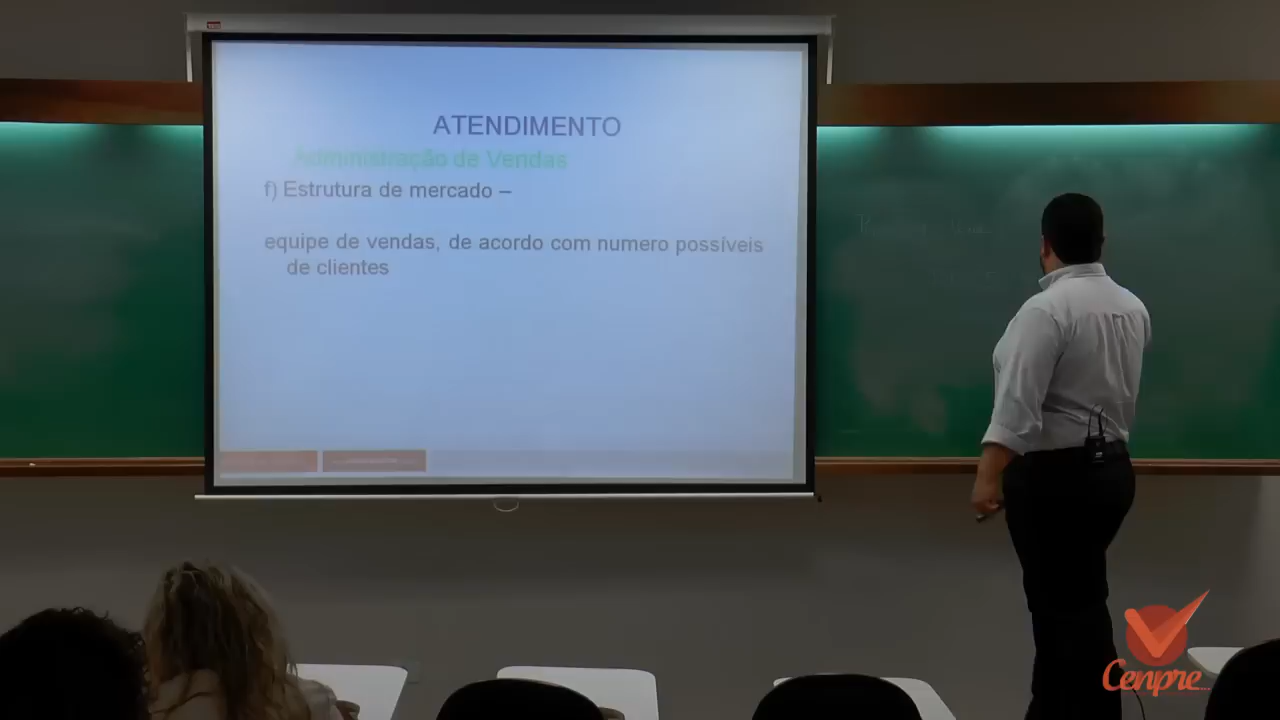 ATENDIMENTO
Administração de Vendas
f) Estrutura de mercado –
equipe de vendas, de acordo com numero possíveis
de clientes
Cenpre...